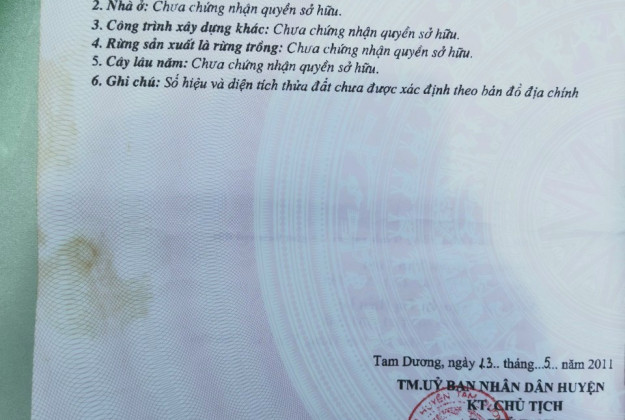 2. Nhà ở: Chưa chứng nhận quyền sở hữu.
3. Công trình xây dựng khác: Chưa chứng nhận quyền sở hữu.
4. Rừng sản xuất là rừng trồng: Chưa chứng nhận quyền sở hữu.
5. Cây lâu năm: Chưa chứng nhận quyền sở hữu.
6. Ghi chú: Số hiệu và diện tích thửa đất chưa được xác định theo bản đồ địa chính
Tam Dương, ngày 13.. tháng...5.. năm 2011
TM.UỶ BAN NHÂN DÂN HUYỆN
KT. CHỦ TỊCH
HUYỆN TAM